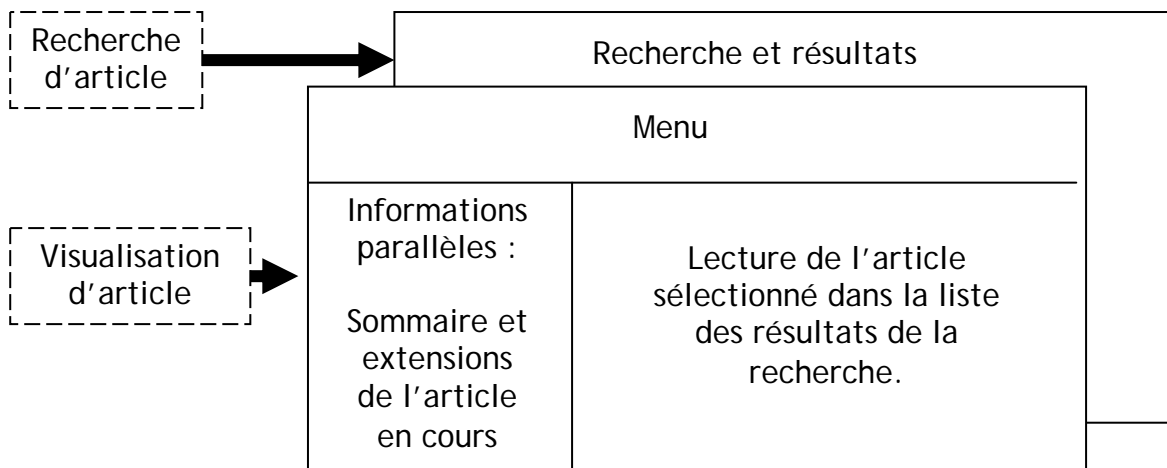 Recherche
d’article
Recherche et résultats
Menu
Visualisation
d’article
Informations
parallèles :
Sommaire et
extensions
de l’article
en cours
Lecture de l’article
sélectionné dans la liste
des résultats de la
recherche.